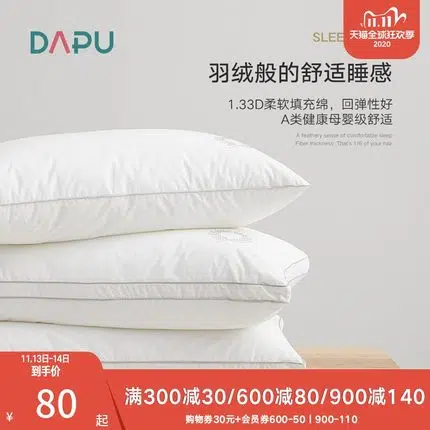 DAPU
SLEE
11.11
天猫全球狂欢季
2020
羽绒般的舒适睡感
1.33D柔软填充绵，回弹性好
A类健康母婴级舒适
A feathery sense of comfortable sleep
Fiber thickness: That's 1/6 of your hair
11.13日-14日
到手价
¥ 80 起
满300减30/600减80/900减140
购物券30元+会员券600-50｜900-110